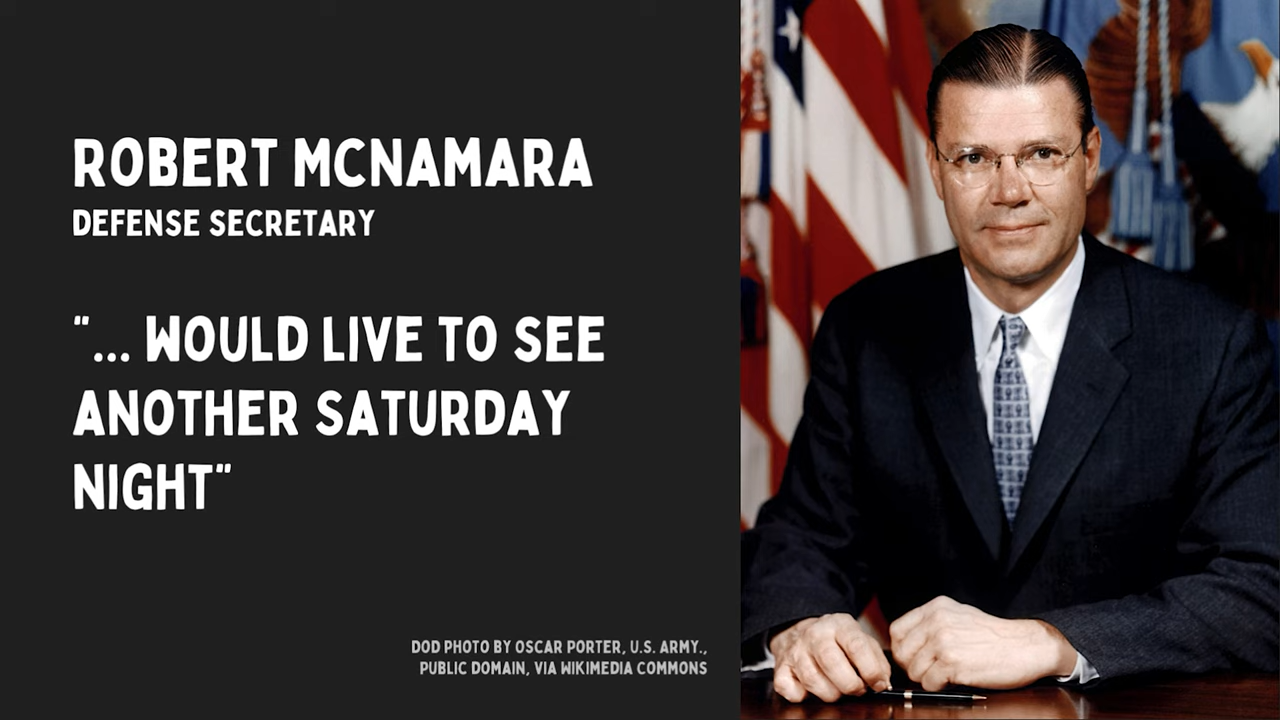 ROBERT MCNAMARA
DEFENSE SECRETARY
"... WOULD LIVE TO SEE
ANOTHER SATURDAY
NIGHT"
DOD PHOTO BY OSCAR PORTER, U.S. ARMY.,
PUBLIC DOMAIN, VIA WIKIMEDIA COMMONS